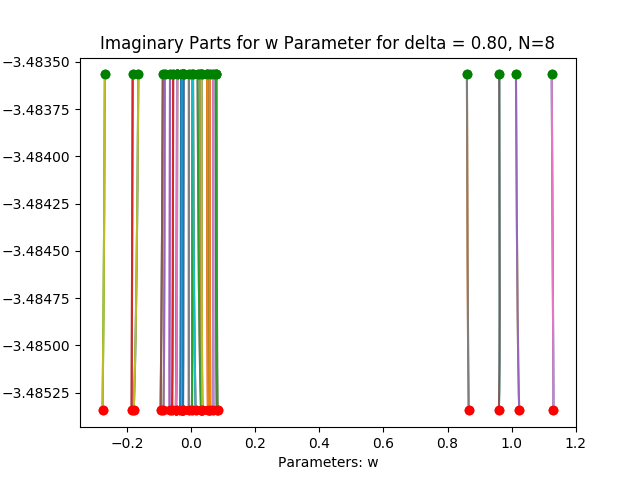 Imaginary Parts for w Parameter for delta = 0.80, N=8
−3.48350
−3.48375
−3.48400
−3.48425
−3.48450
−3.48475
−3.48500
−3.48525
−0.2 0.0 0.2 0.4 0.6 0.8 1.0 1.2
Parameters: w